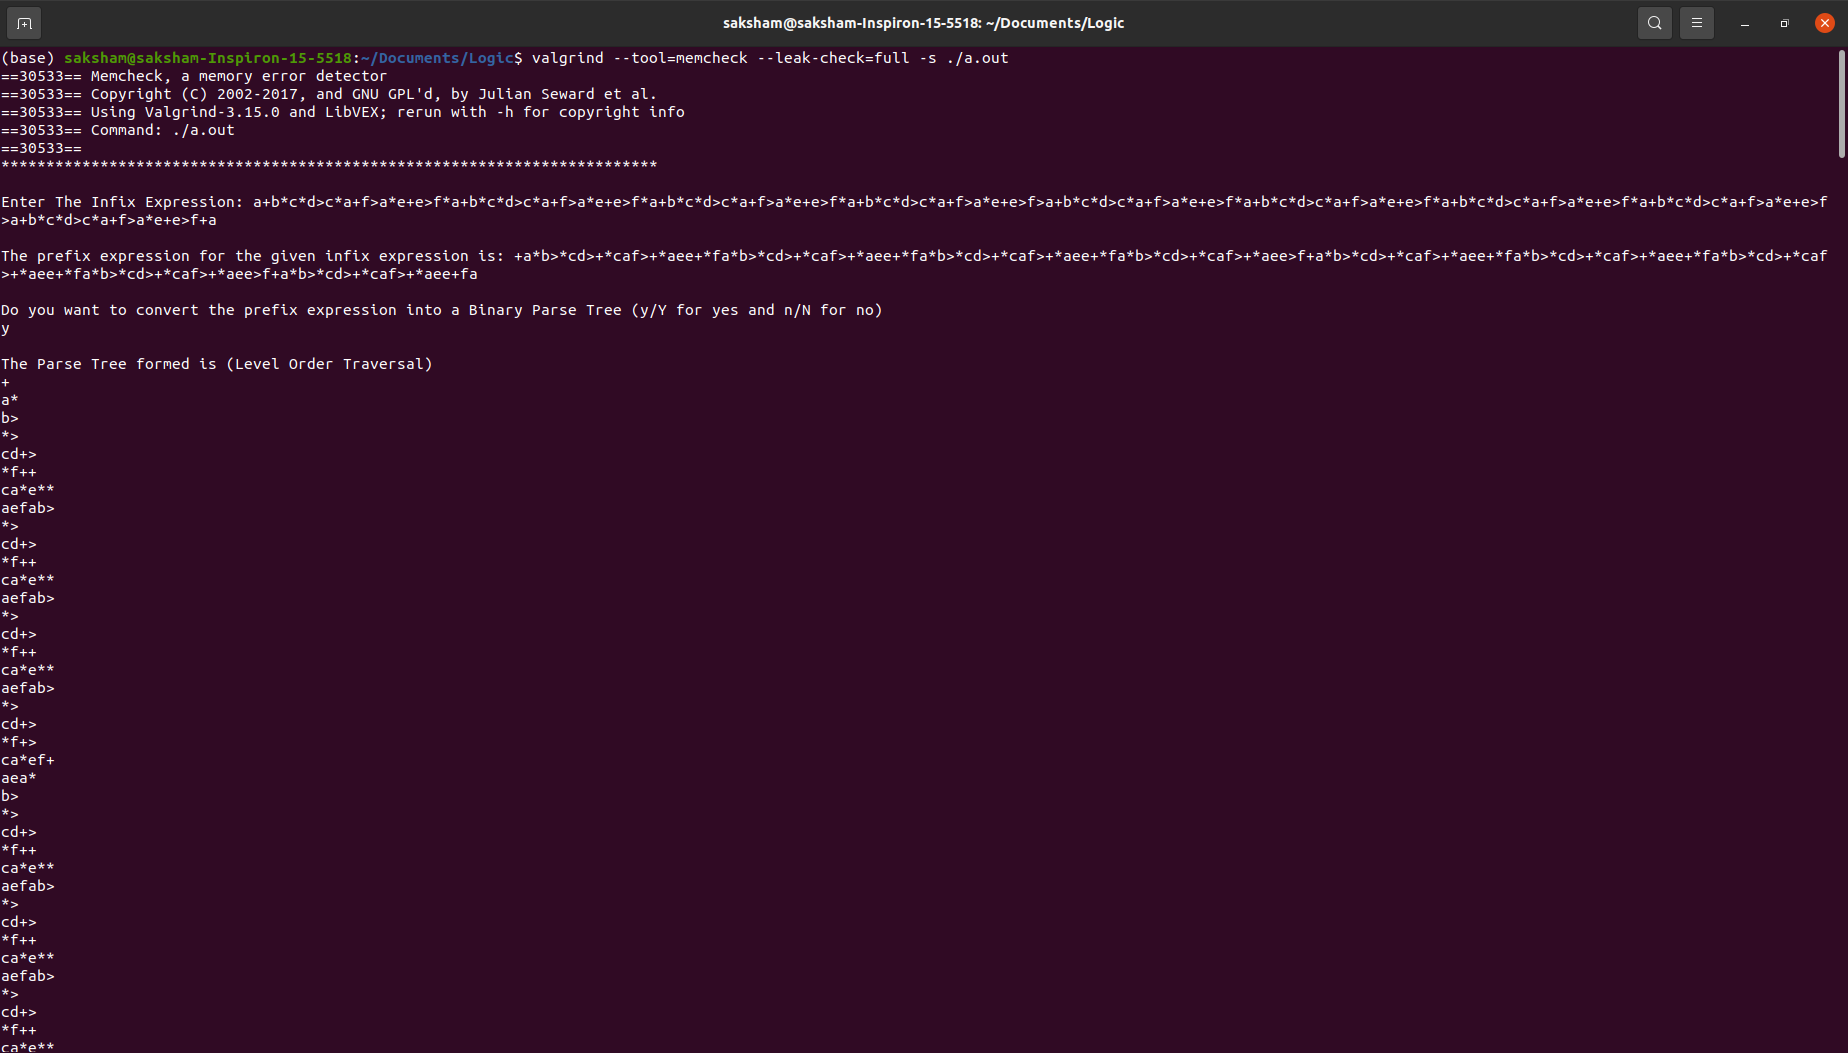 saksham@saksham-Inspiron-15-5518: ~/Documents/Logic
(base) saksham@saksham-Inspiron-15-5518:~/Documents/Logic$ valgrind --tool=memcheck --leak-check=full -s ./a.out
==30533== Memcheck, a memory error detector
==30533== Copyright (C) 2002-2017, and GNU GPL'd, by Julian Seward et al.
==30533== Using Valgrind-3.15.0 and LibVEX; rerun with -h for copyright info
==30533== Command: ./a.out
==30533==
*************************************************************************
Enter The Infix Expression: a+b*c*d>c*a+f>a*e+e>f*a+b*c*d>c*a+f>a*e+e>f*a+b*c*d>c*a+f>a*e+e>f*a+b*c*d>c*a+f>a*e+e>f>a+b*c*d>c*a+f>a*e+e>f*a+b*c*d>c*a+f>a*e+e>f*a+b*c*d>c*a+f>a*e+e>f*a+b*c*d>c*a+f>a*e+e>f
>a+b*c*d>c*a+f>a*e+e>f+a
The prefix expression for the given infix expression is: +a*b>*cd>+*caf>+*aee+*fa*b>*cd>+*caf>+*aee+*fa*b>*cd>+*caf>+*aee+*fa*b>*cd>+*caf>+*aee>f+a*b>*cd>+*caf>+*aee+*fa*b>*cd>+*caf>+*aee+*fa*b>*cd>+*caf
>+*aee+*fa*b>*cd>+*caf>+*aee>f+a*b>*cd>+*caf>+*aee+fa
Do you want to convert the prefix expression into a Binary Parse Tree (y/Y for yes and n/N for no)
y
The Parse Tree formed is (Level Order Traversal)
+
a*
b>
*>
cd+>
*f++
ca*e**
aefab>
*>
cd+>
*f++
ca*e**
aefab>
*>
cd+>
*f++
ca*e**
aefab>
*>
cd+>
*f+>
ca*ef+
aea*
b>
*>
cd+>
*f++
ca*e**
aefab>
*>
cd+>
*f++
ca*e**
aefab>
*>
cd+>
*f++
ca*e**